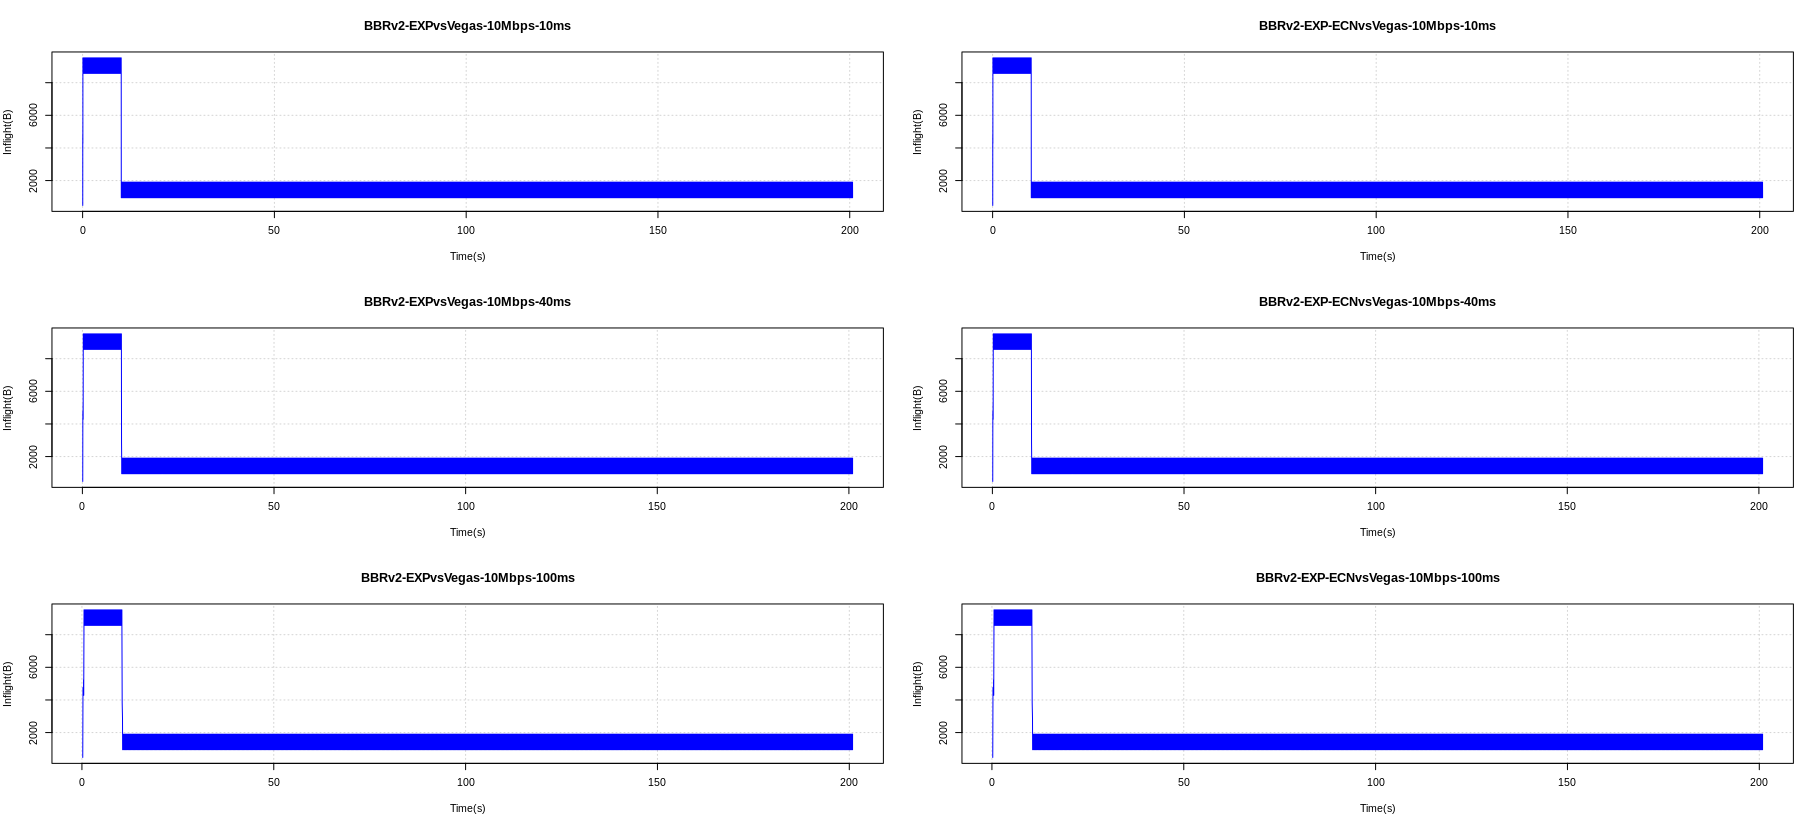 BBRv2-EXPvsVegas-10Mbps-10ms
Inflight(B)
6000
2000
0 50 100 150 200
Time(s)
BBRv2-EXP-ECNvsVegas-10Mbps-10ms
Inflight(B)
6000
2000
0 50 100 150 200
Time(s)
BBRv2-EXPvsVegas-10Mbps-40ms
Inflight(B)
6000
2000
0 50 100 150 200
Time(s)
BBRv2-EXP-ECNvsVegas-10Mbps-40ms
Inflight(B)
6000
2000
0 50 100 150 200
Time(s)
BBRv2-EXPvsVegas-10Mbps-100ms
Inflight(B)
6000
2000
0 50 100 150 200
Time(s)
BBRv2-EXP-ECNvsVegas-10Mbps-100ms
Inflight(B)
6000
2000
0 50 100 150 200
Time(s)